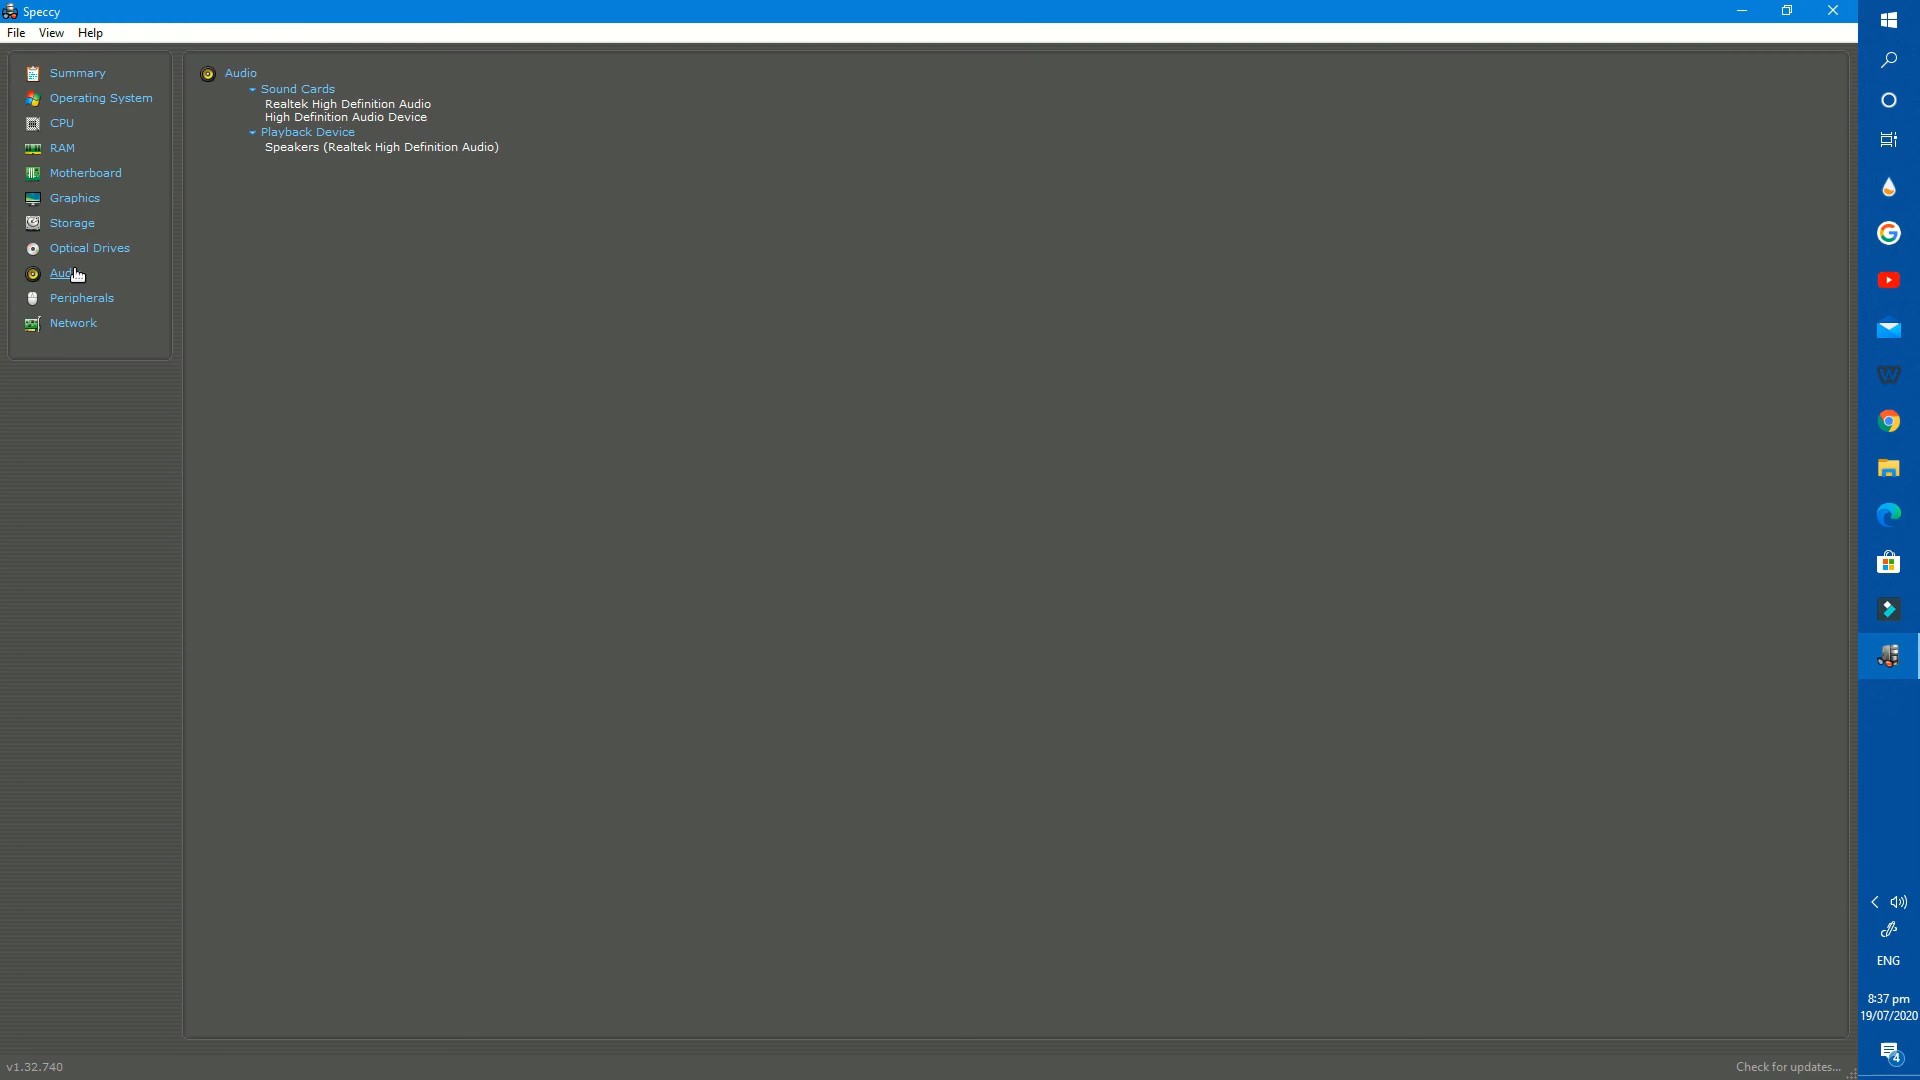 Speccy
File View Help
Summary
Operating System
CPU
RAM
Motherboard
Graphics
Storage
Optical Drives
Peripherals
Network
Audio
Sound Cards
Realtek High Definition Audio
High Definition Audio Device
Playback Device
Speakers (Realtek High Definition Audio)
ENG
8:37 pm
19/07/2020
4
v1.32.740
Check for updates...